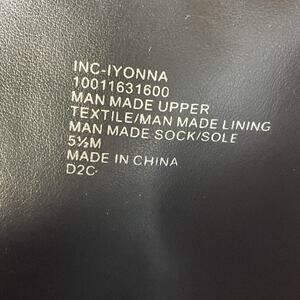 INC-IYONNA
10011631600
MAN MADE UPPER
TEXTILE/MAN MADE LINING
MAN MADE SOCK/SOLE
5½M
MADE IN CHINA
D2C